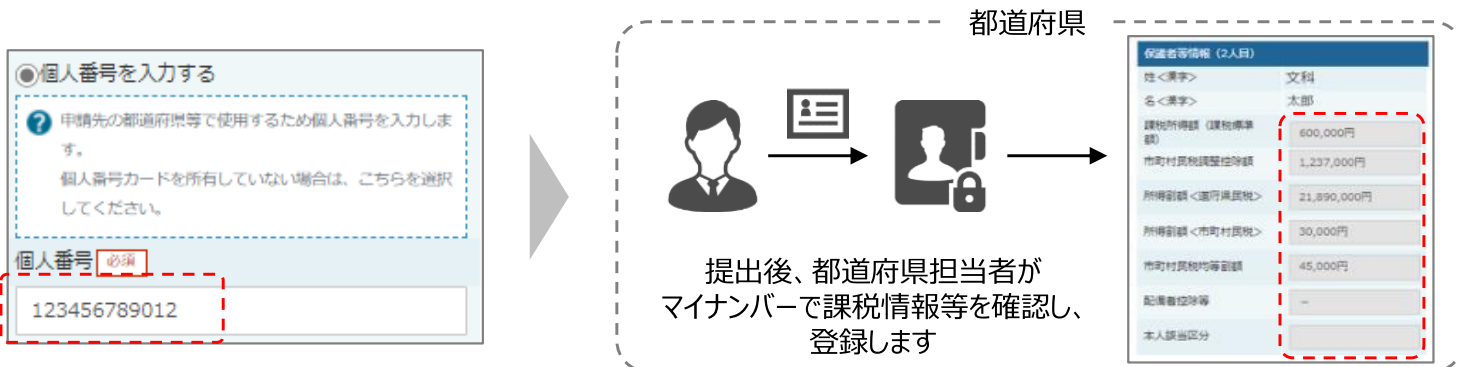 個人番号を入力する
申請先の都道府県等で使用するため個人番号を入力しま
す。
個人番号カードを所有していない場合は、こちらを選択
してください。
個人番号 必須
123456789012
都道府県
提出後、都道府県担当者が
マイナンバーで課税情報等を確認し、
登録します
保護者等情報（2人目）
姓<漢字> 文科
名<漢字> 太郎
課税所得額（課税標準
額） 600,000円
市町村民税調整控除額 1,237,000円
所得割額<道府県民税> 21,890,000円
所得割額<市町村民税> 30,000円
市町村民税均等割額 45,000円
配偶者控除等 －
本人該当区分